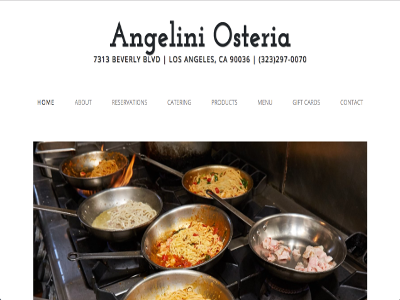 Angelini Osteria
7313 BEVERLY BLVD | LOS ANGELES, CA 90036 | (323)297-0070
HOME ABOUT RESERVATIONS CATERING PRODUCTS MENU GIFT CARDS CONTACT